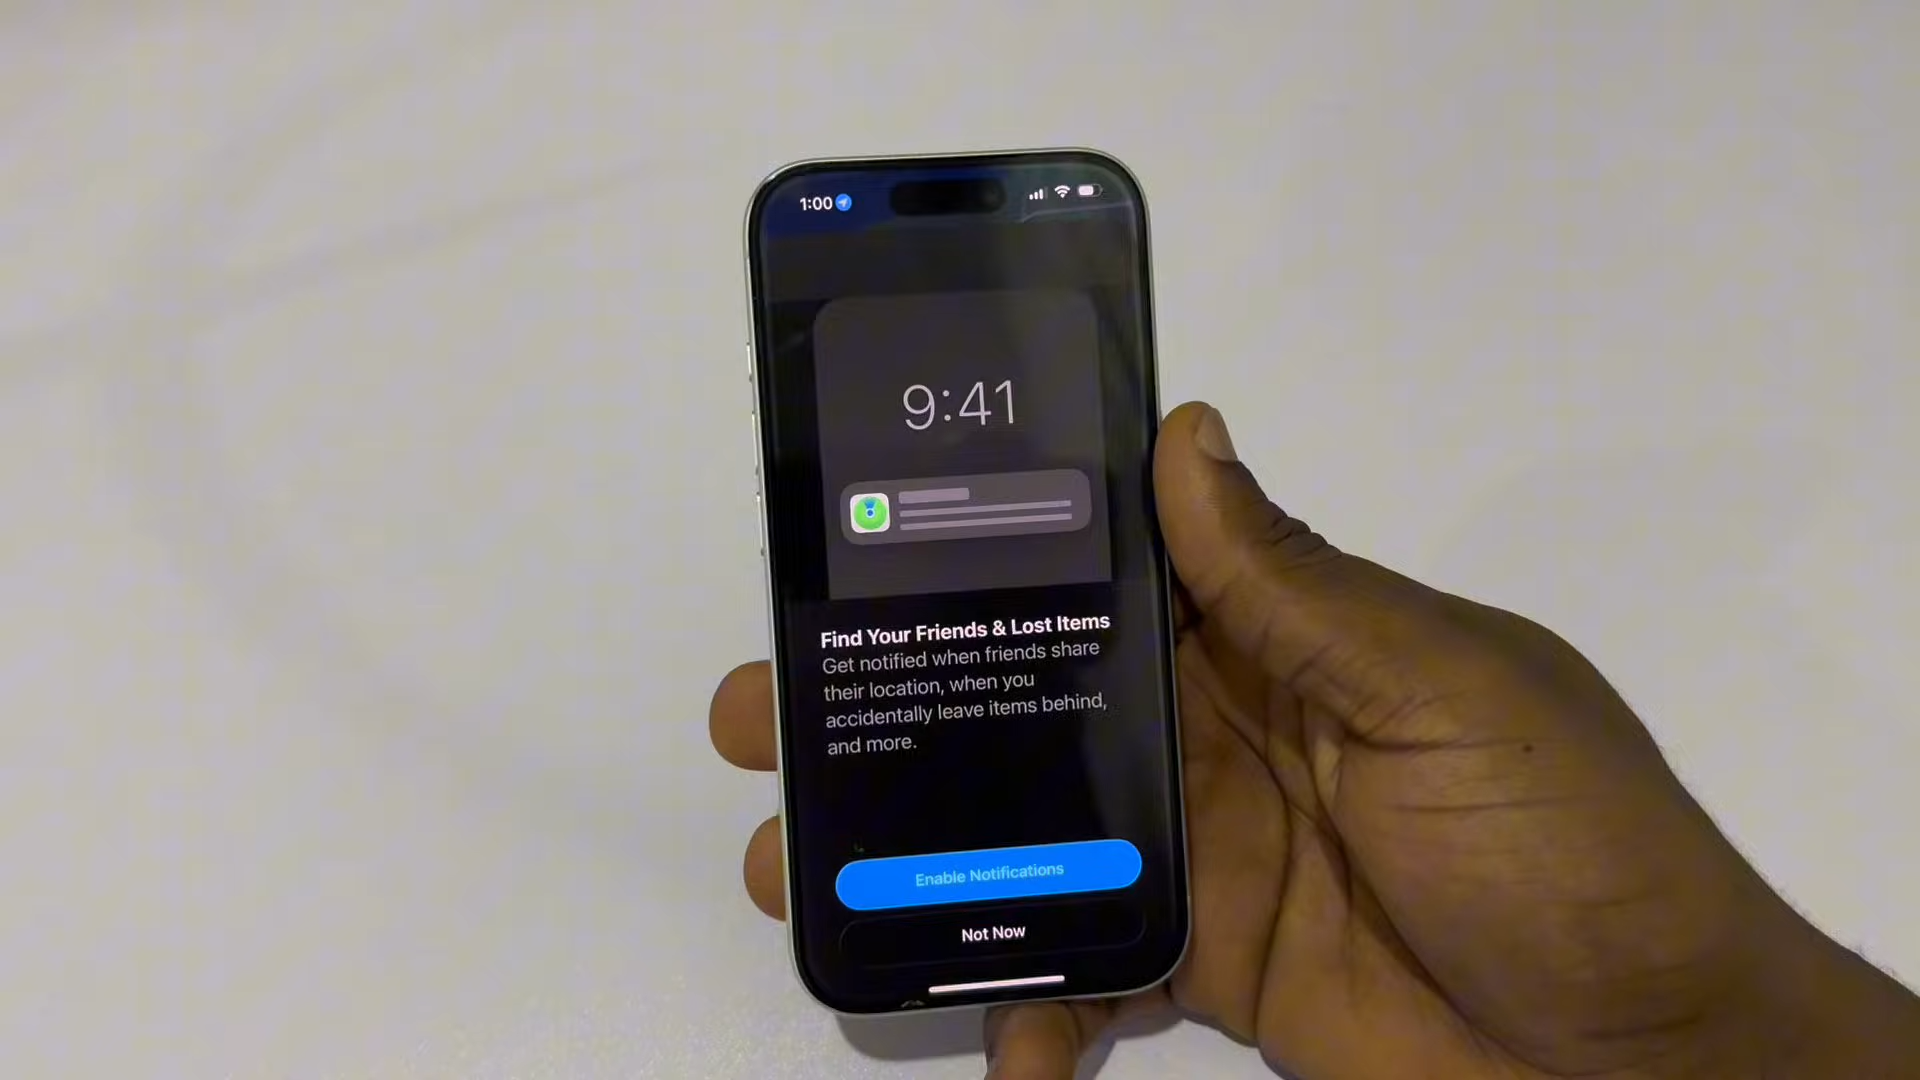 1:00
9:41
Find Your Friends & Lost Items
Get notified when friends share
their location, when you
accidentally leave items behind,
and more.
Enable Notifications
Not Now